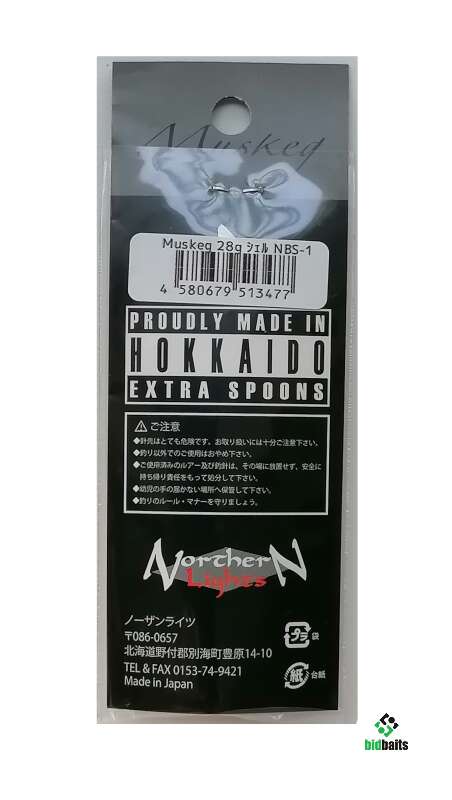 Muskeg
Muskeg 28g ｼｪﾙ NBS-1
4 580679 513477
PROUDLY MADE IN
HOKKAIDO
EXTRA SPOONS
⚠ご注意
◆針先はとても危険です、お取り扱いには十分ご注意下さい。
◆釣り以外でのご使用はおやめ下さい。
◆ご使用済みのルアー及び釣針は、その場に放置せず、安全に
持ち帰り責任をもって処分して下さい。
◆幼児の手の届かない場所へ保管して下さい。
◆釣りのルール・マナーを守りましょう。
Northern
Lights
ノーザンライツ
〒086-0657
北海道野付郡別海町豊原14-10
TEL & FAX 0153-74-9421
Made in Japan
プラ 袋
紙 台紙
bidbaits